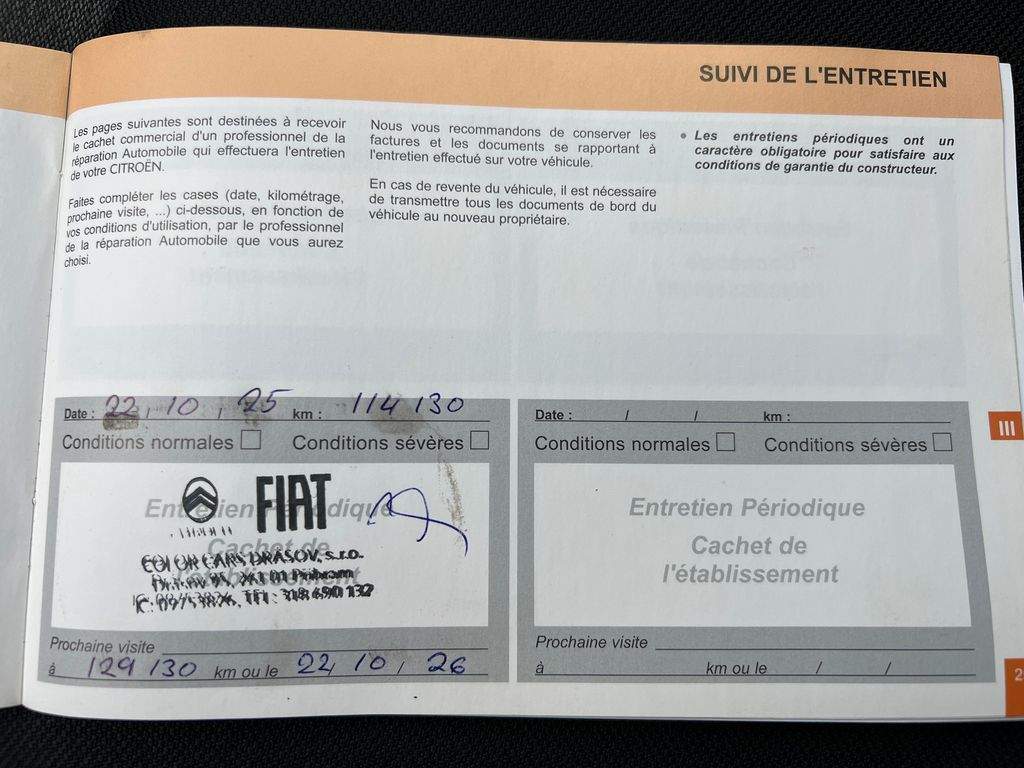 SUIVI DE L'ENTRETIEN
Les pages suivantes sont destinées à recevoir
le cachet commercial d'un professionnel de la
réparation Automobile qui effectuera l'entretien
de votre CITROËN.
Faites compléter les cases (date, kilométrage,
prochaine visite, ...) ci-dessous, en fonction de
vos conditions d'utilisation, par le professionnel
de la réparation Automobile que vous aurez
choisi.
Nous vous recommandons de conserver les
factures et les documents se rapportant à
l'entretien effectué sur votre véhicule.
En cas de revente du véhicule, il est nécessaire
de transmettre tous les documents de bord du
véhicule au nouveau propriétaire.
• Les entretiens périodiques ont un
caractère obligatoire pour satisfaire aux
conditions de garantie du constructeur.
Date : 22, 10, 25 km : 114 130
Conditions normales Conditions sévères
Entretien Périodique
FIAT
Cachet de
l'établissement
COLOR CARS DRASOV, s.r.o.
Příbram
Prochaine visite
à 129 130 km ou le 22 10 / 26
Date : / / km :
Conditions normales Conditions sévères
Entretien Périodique
Cachet de
l'établissement
Prochaine visite
à km ou le / /
III